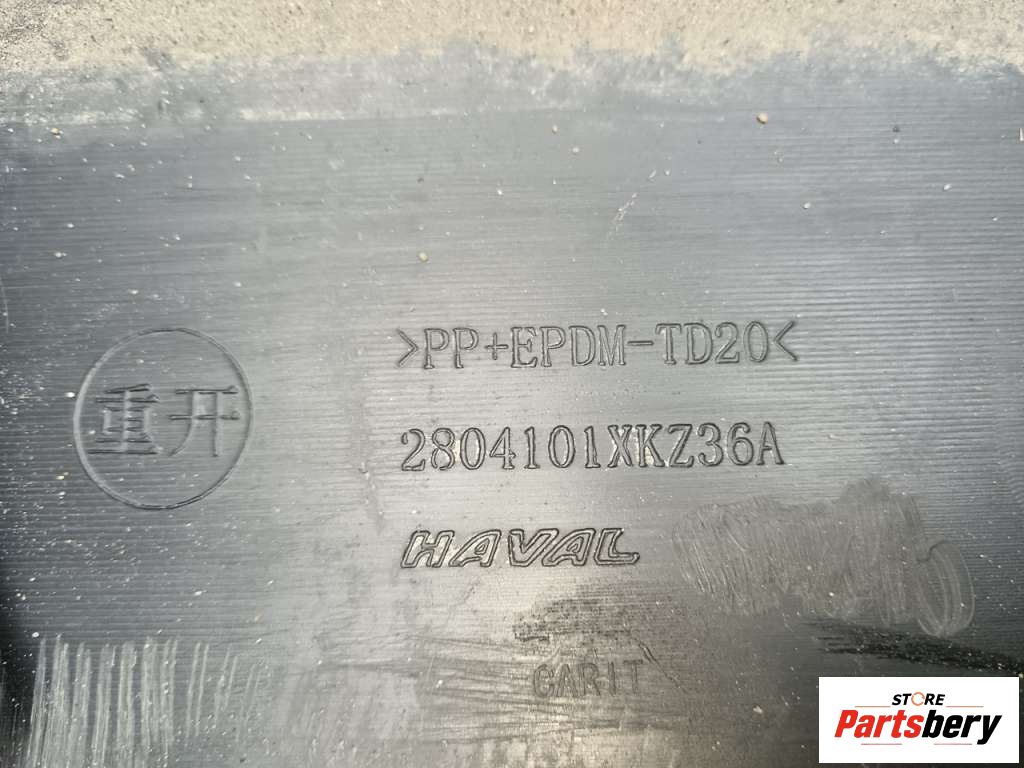 >PP+EPDM-TD20<
重开
2804101XKZ36A
HAVAL
CARIT
STORE
Partsbery